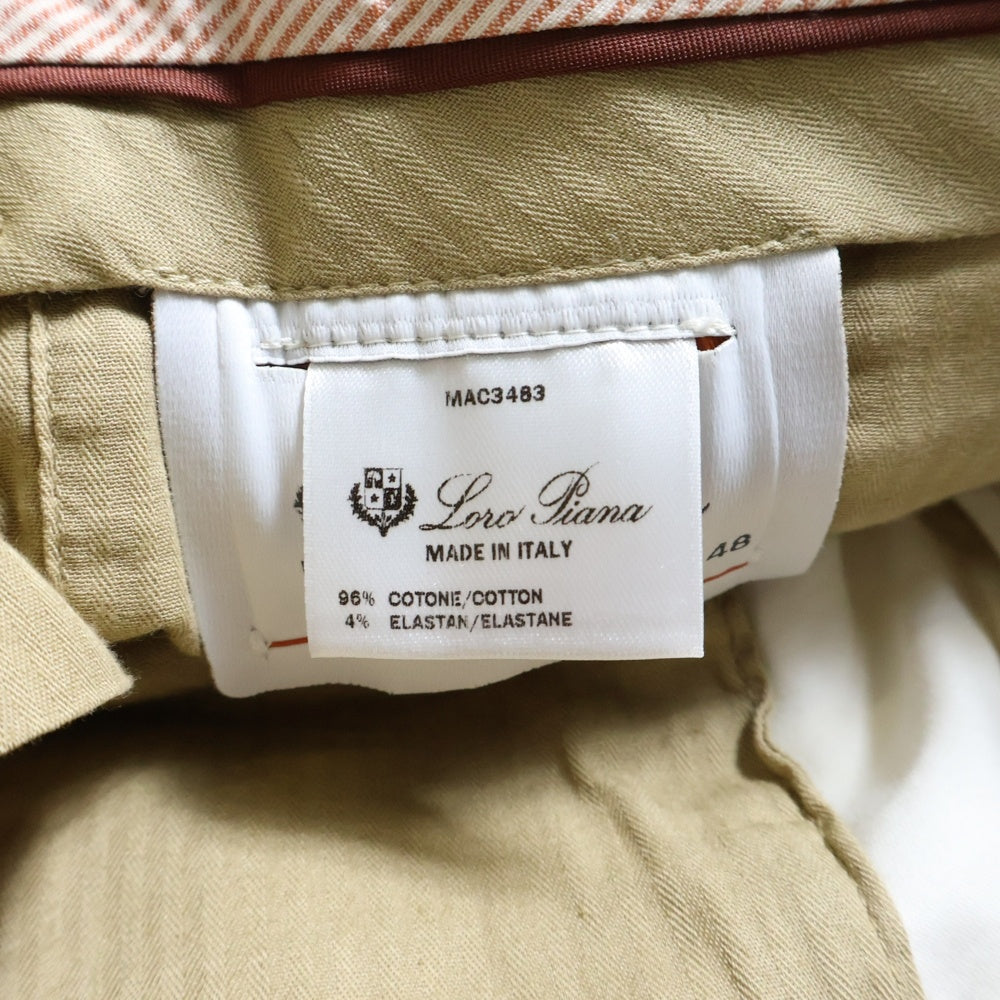 MAC3483
Loro Piana
MADE IN ITALY
48
96% COTONE/COTTON
4% ELASTAN/ELASTANE